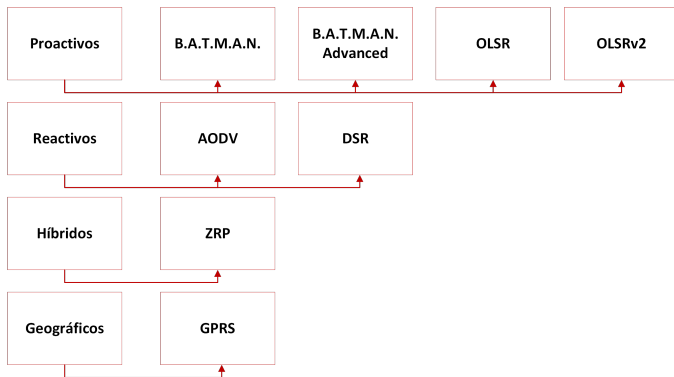 Proactivos
B.A.T.M.A.N.
B.A.T.M.A.N.
Advanced
OLSR
OLSRv2
Reactivos
AODV
DSR
Híbridos
ZRP
Geográficos
GPRS